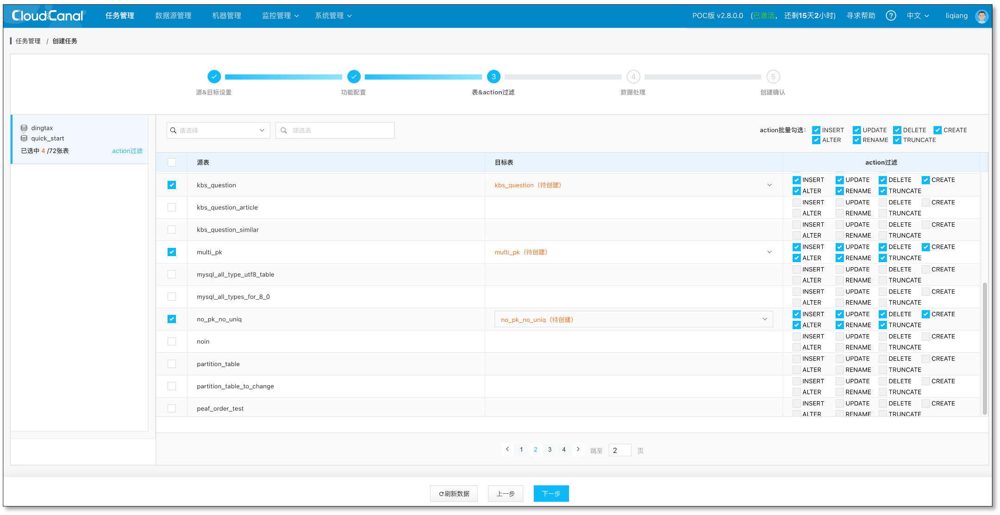 CloudCanal 任务管理 数据源管理 机器管理 监控管理 系统管理 POC版 v2.8.0.0 (已激活, 还剩15天2小时) 寻求帮助 ? 中文 liqiang
任务管理 / 创建任务
3 4 5
源&目标设置 功能配置 表&action过滤 数据处理 创建确认
dingtax
quick_start
已选中 4 /72张表 action过滤
请选择 筛选表 action批量勾选: INSERT UPDATE DELETE CREATE
ALTER RENAME TRUNCATE
源表 目标表 action过滤
kbs_question kbs_question (待创建) INSERT UPDATE DELETE CREATE
ALTER RENAME TRUNCATE
kbs_question_article INSERT UPDATE DELETE CREATE
ALTER RENAME TRUNCATE
kbs_question_similar INSERT UPDATE DELETE CREATE
ALTER RENAME TRUNCATE
multi_pk multi_pk (待创建) INSERT UPDATE DELETE CREATE
ALTER RENAME TRUNCATE
mysql_all_type_utf8_table INSERT UPDATE DELETE CREATE
ALTER RENAME TRUNCATE
mysql_all_types_for_8_0 INSERT UPDATE DELETE CREATE
ALTER RENAME TRUNCATE
no_pk_no_uniq no_pk_no_uniq (待创建) INSERT UPDATE DELETE CREATE
ALTER RENAME TRUNCATE
noin INSERT UPDATE DELETE CREATE
ALTER RENAME TRUNCATE
partition_table INSERT UPDATE DELETE CREATE
ALTER RENAME TRUNCATE
partition_table_to_change INSERT UPDATE DELETE CREATE
ALTER RENAME TRUNCATE
peaf_order_test INSERT UPDATE DELETE CREATE
ALTER RENAME TRUNCATE
1 2 3 4 跳至 2 页
刷新数据 上一步 下一步